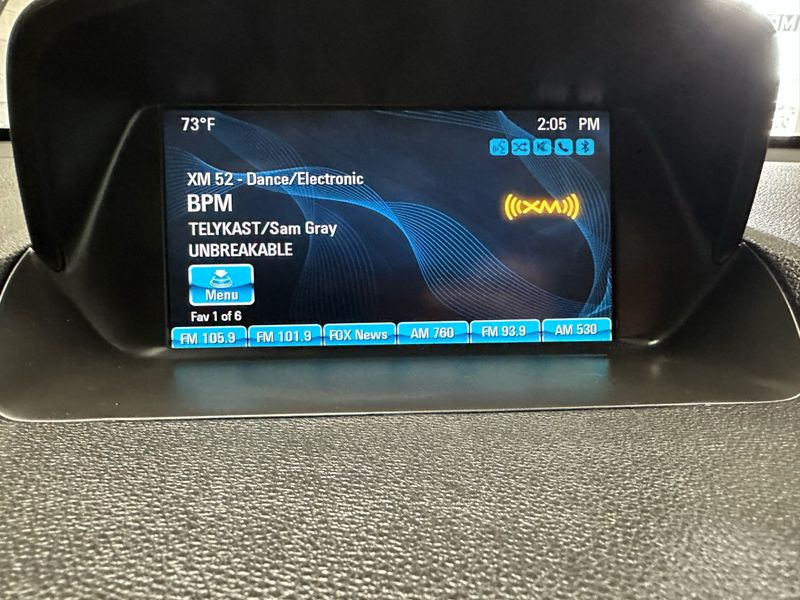 73°F
2:05 PM
XM 52 - Dance/Electronic
BPM
((XM))
TELYKAST/Sam Gray
UNBREAKABLE
Menu
Fav 1 of 6
FM 105.9
FM 101.9
FOX News
AM 760
FM 93.9
AM 530